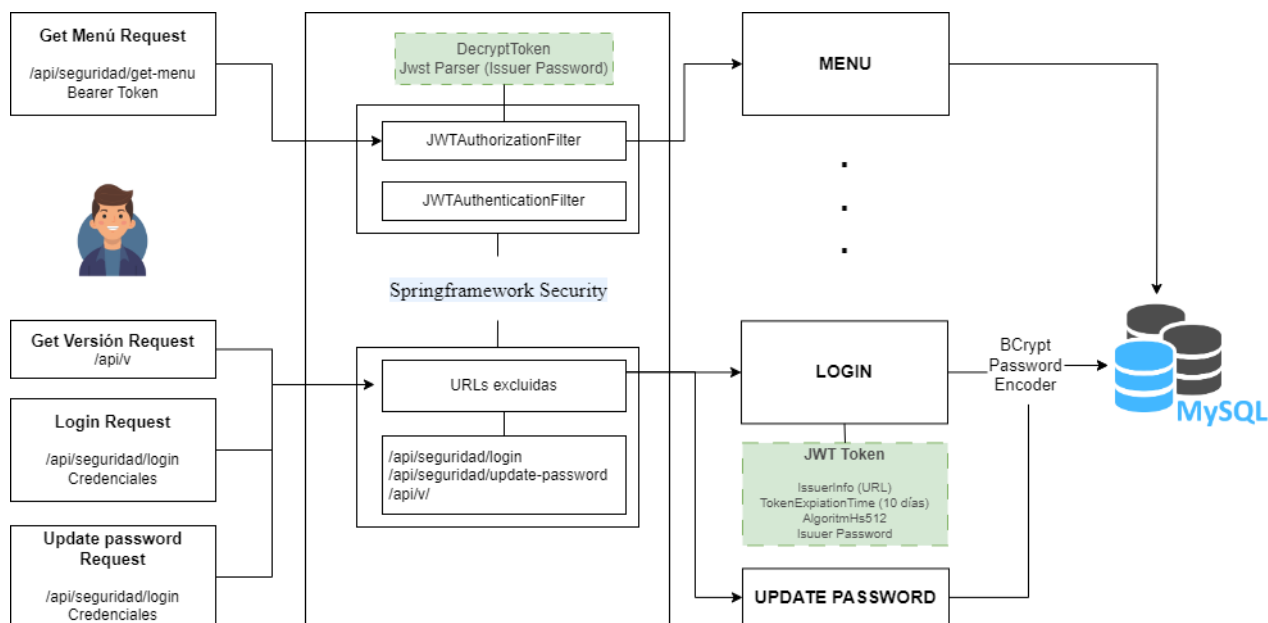 Get Menú Request
/api/seguridad/get-menu
Bearer Token
DecryptToken
Jwst Parser (Issuer Password)
JWTAuthorizationFilter
JWTAuthenticationFilter
MENU
.
.
.
Springframework Security
Get Versión Request
/api/v
Login Request
/api/seguridad/login
Credenciales
Update password
Request
/api/seguridad/login
Credenciales
URLs excluidas
/api/seguridad/login
/api/seguridad/update-password
/api/v/
LOGIN
JWT Token
IssuerInfo (URL)
TokenExpiationTime (10 días)
AlgoritmHs512
Isuuer Password
UPDATE PASSWORD
BCrypt
Password
Encoder
MySQL